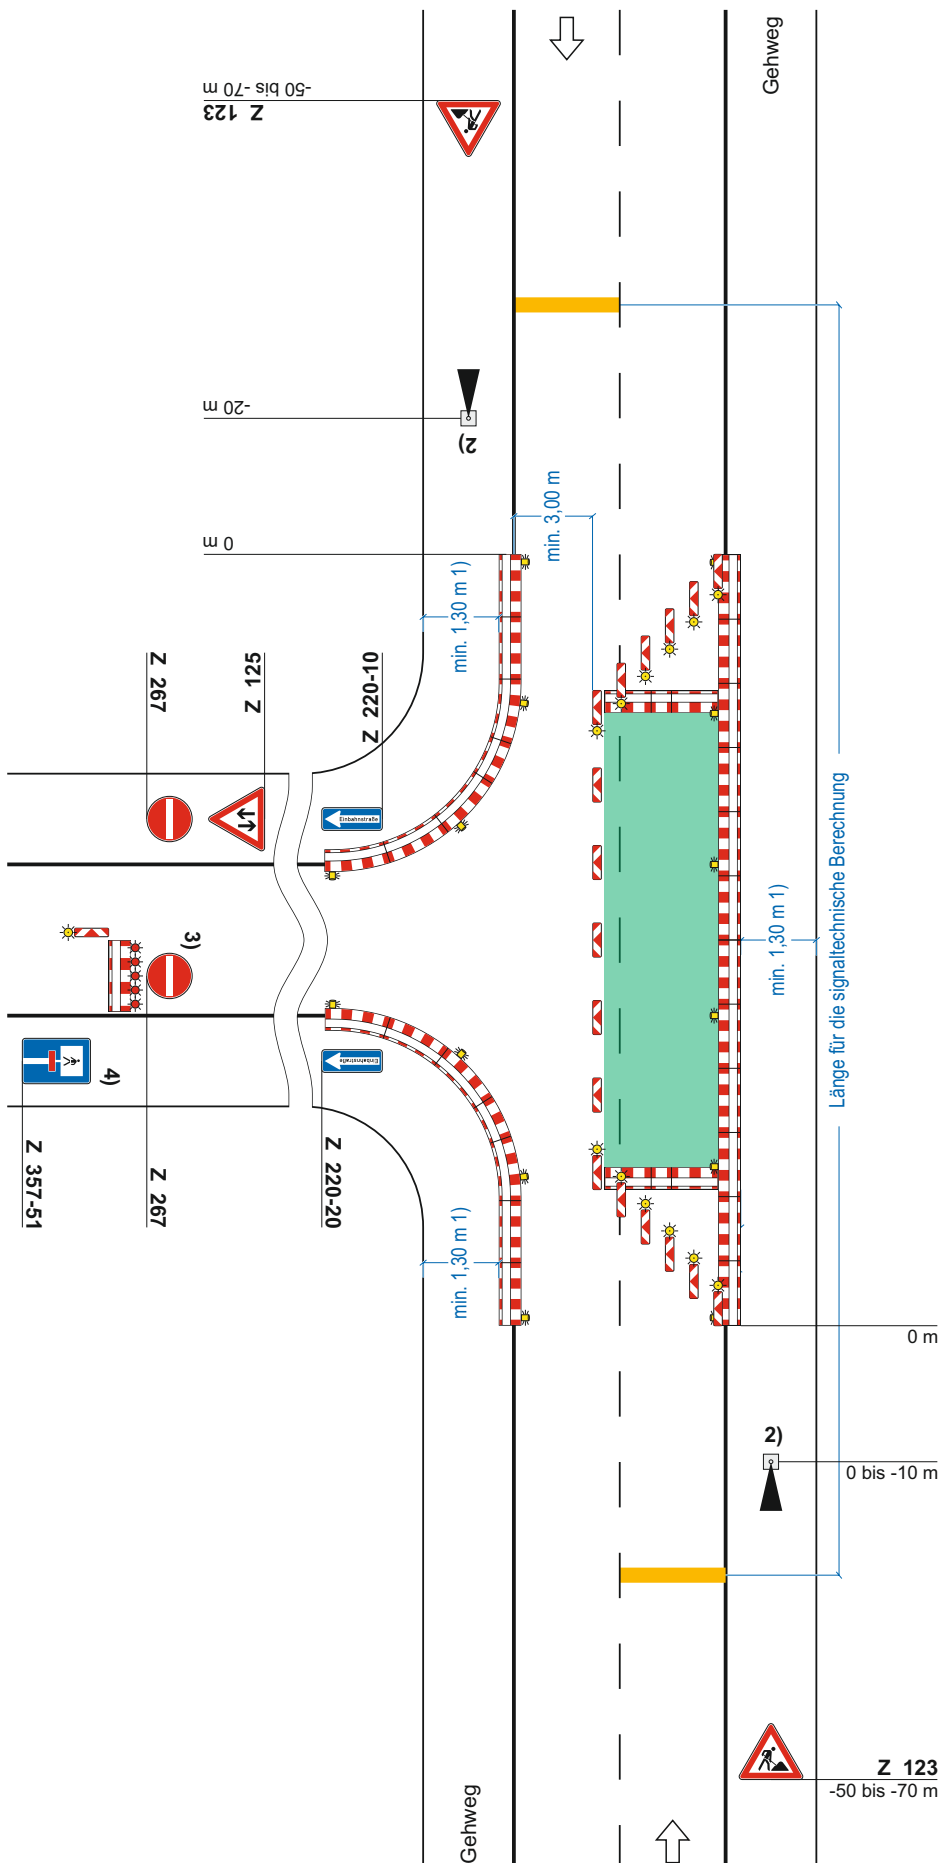 Gehweg
-50 bis -70 m
Z 123
-20 m
2)
min. 3,00 m
0 m
min. 1,30 m 1)
Z 267
Z 125
Z 220-10
Einbahnstraße
3)
min. 1,30 m 1)
Länge für die signaltechnische Berechnung
Einbahnstraße
4)
Z 357-51
Z 267
Z 220-20
min. 1,30 m 1)
0 m
2)
0 bis -10 m
Z 123
-50 bis -70 m
Gehweg